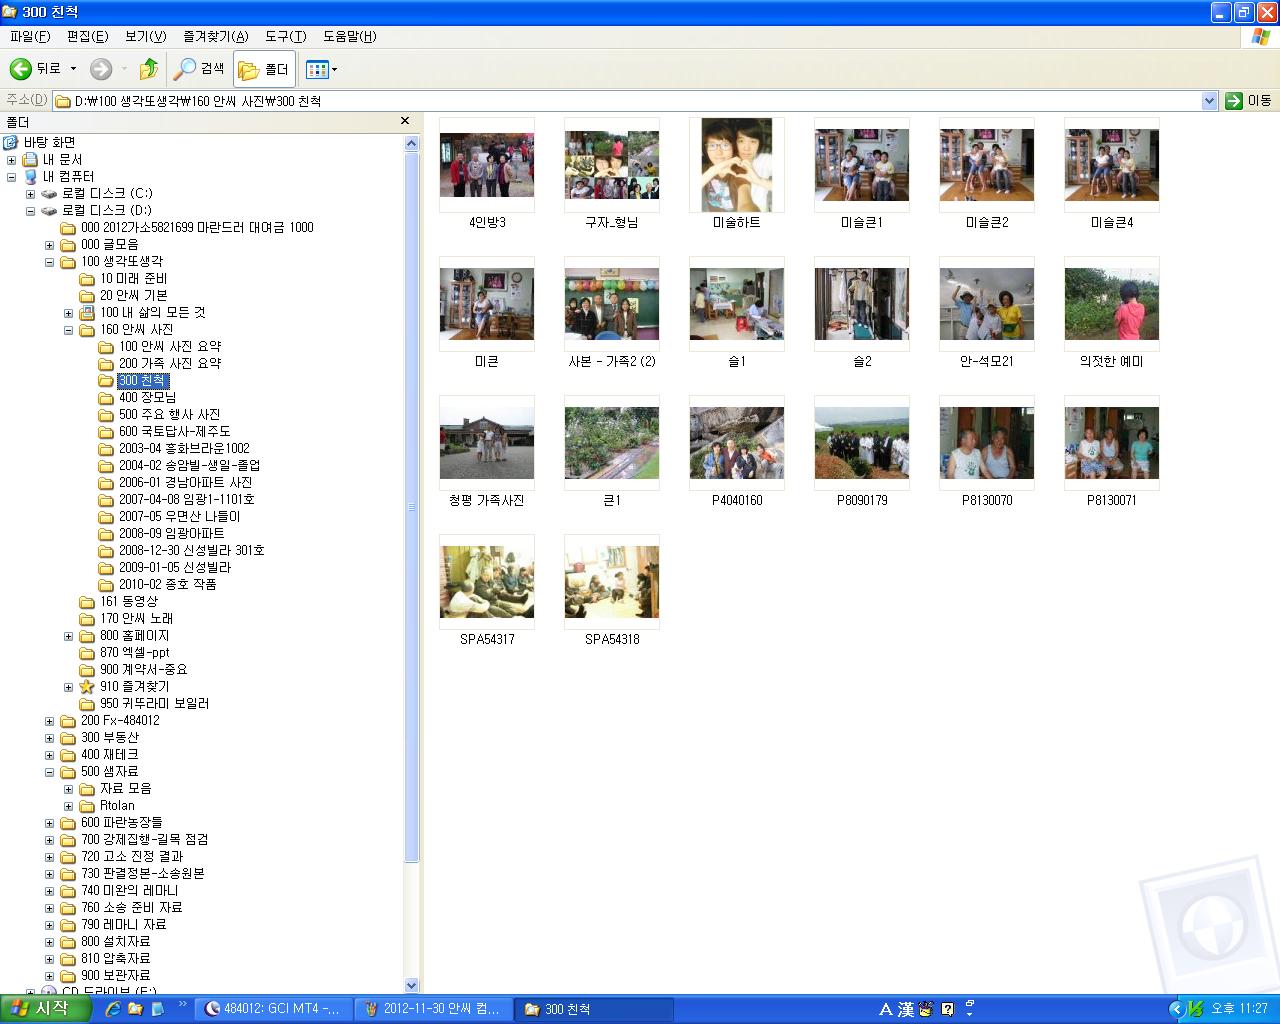 300 친척
파일(F) 편집(E) 보기(V) 즐겨찾기(A) 도구(T) 도움말(H)
뒤로 검색 폴더
주소(D) D:\100 생각또생각\160 안씨 사진\300 친척 이동
폴더
바탕 화면
내 문서
내 컴퓨터
로컬 디스크 (C:)
로컬 디스크 (D:)
000 2012가소5821699 마란드러 대여금 1000
000 글모음
100 생각또생각
10 미래 준비
20 안씨 기본
100 내 삶의 모든 것
160 안씨 사진
100 안씨 사진 요약
200 가족 사진 요약
300 친척
400 장모님
500 주요 행사 사진
600 국토답사-제주도
2003-04 흥화브라운1002
2004-02 송암빌-생일-졸업
2006-01 경남아파트 사진
2007-04-08 임광1-1101호
2007-05 우면산 나들이
2008-09 임광아파트
2008-12-30 신성빌라 301호
2009-01-05 신성빌라
2010-02 종호 작품
161 동영상
170 안씨 노래
800 홈페이지
870 엑셀-ppt
900 계약서-중요
910 즐겨찾기
950 귀뚜라미 보일러
200 Fx-484012
300 부동산
400 재테크
500 샘자료
자료 모음
Rtolan
600 파란농장들
700 강제집행-길목 점검
720 고소 진정 결과
730 판결정본-소송원본
740 미완의 레마니
760 소송 준비 자료
790 레마니 자료
800 설치자료
810 압축자료
900 보관자료
CD 드라이브 (E:)
4인방3 구자_형님 미술하트 미슬큰1 미슬큰2 미슬큰4
미큰 사본 - 가족2 (2) 슬1 슬2 안-석모21 의젓한 예미
청평 가족사진 큰1 P4040160 P8090179 P8130070 P8130071
SPA54317 SPA54318
시작 484012: GCI MT4 -... 2012-11-30 안씨 컴... 300 친척 A 漢 오후 11:27